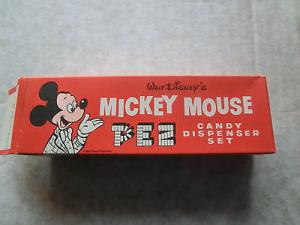 Walt Disney's
MICKEY MOUSE
PEZ
CANDY
DISPENSER
SET